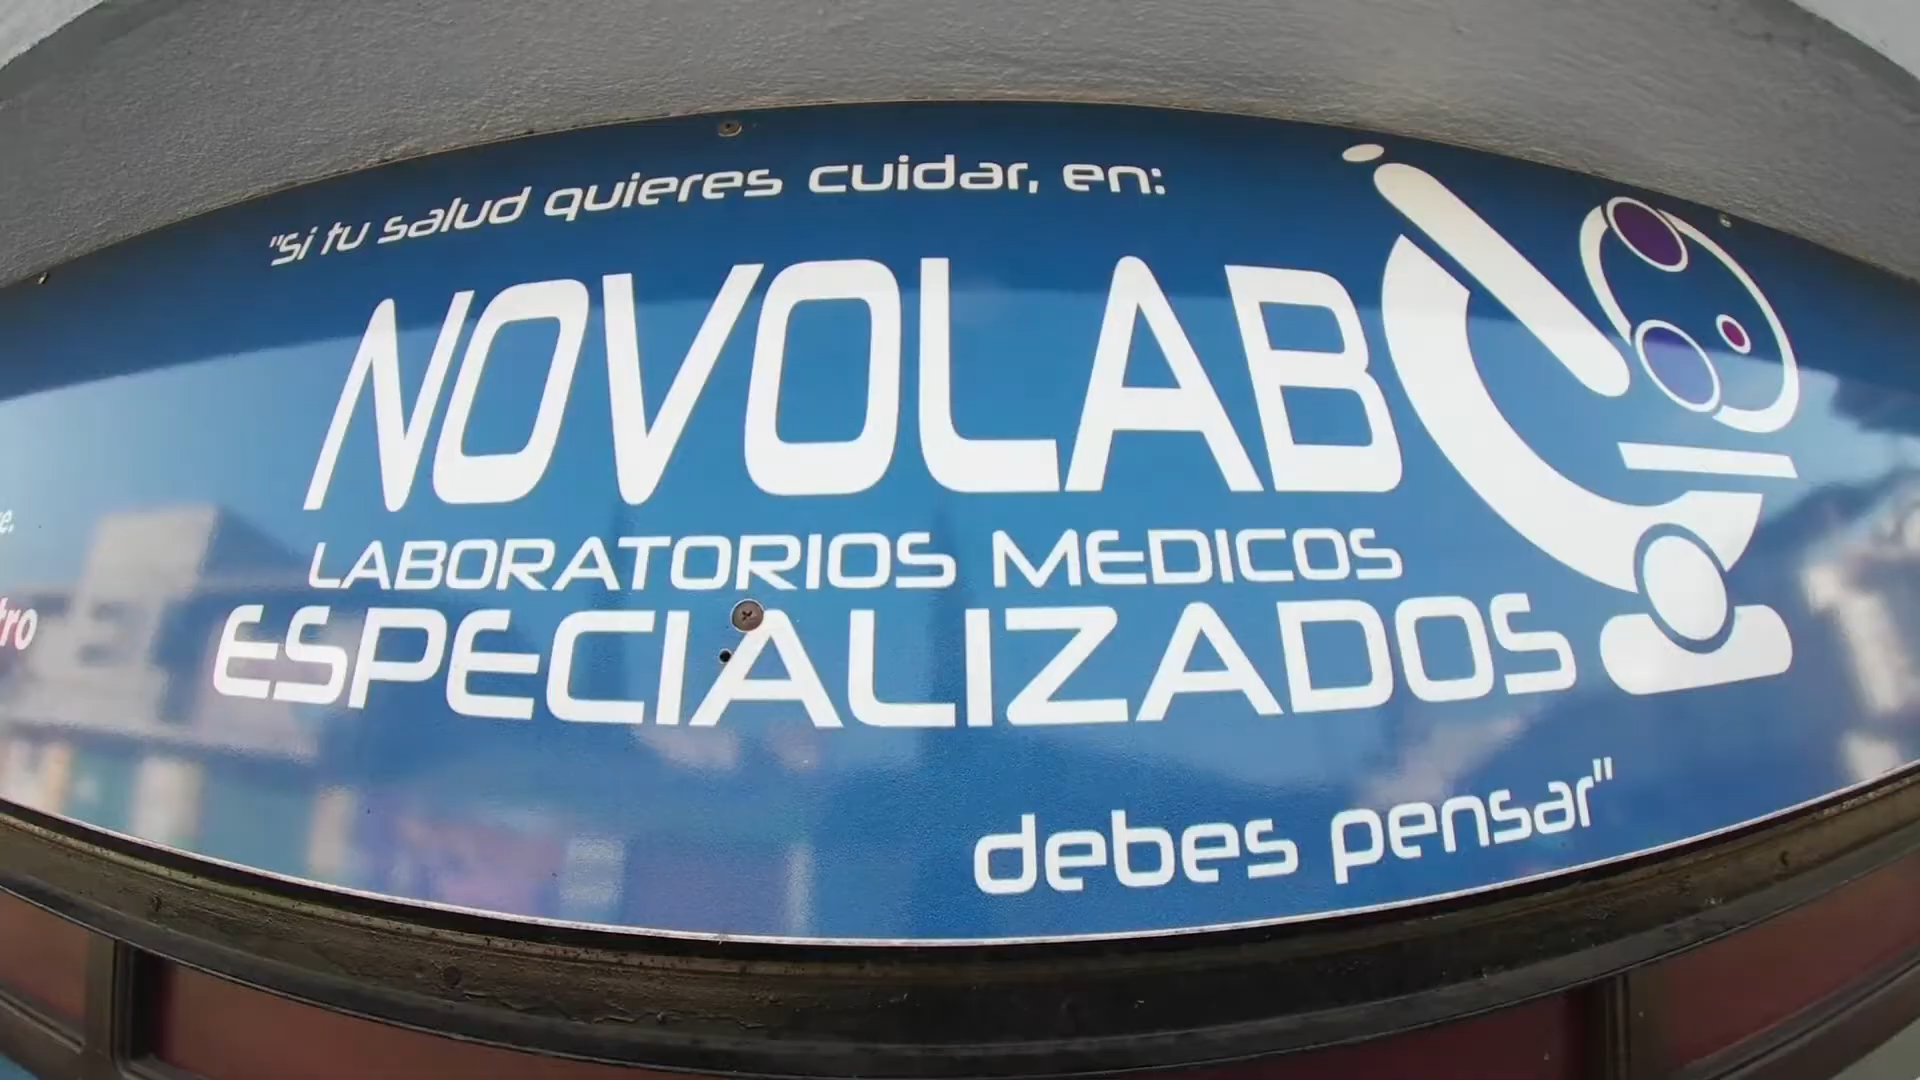 "si tu salud quieres cuidar, en:
NOVOLAB
LABORATORIOS MEDICOS
ESPECIALIZADOS
debes pensar"